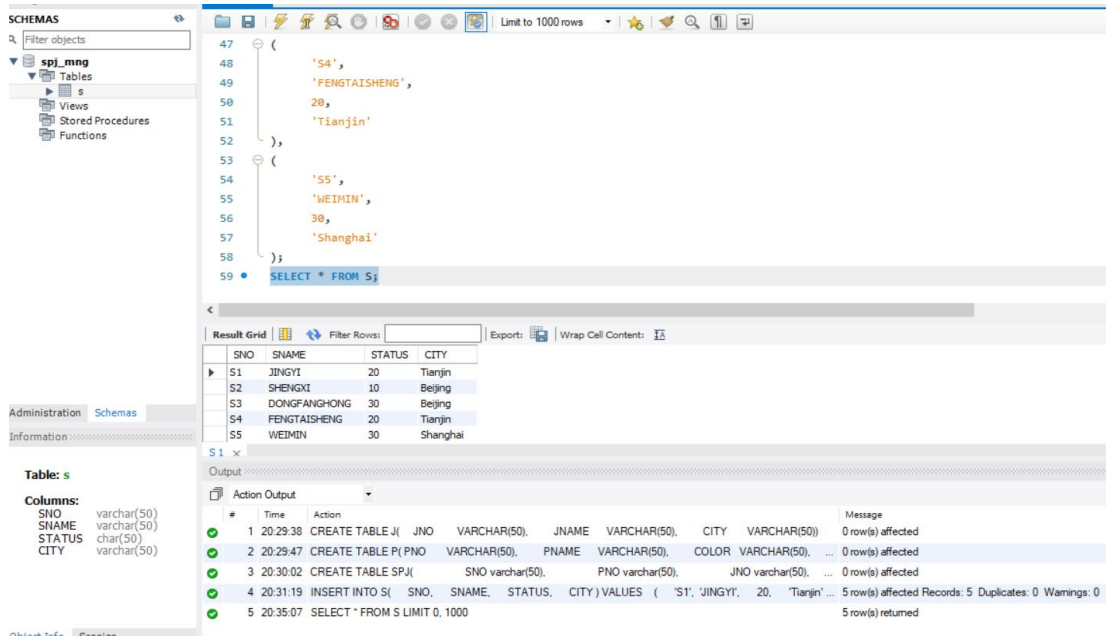 SCHEMAS
Filter objects
spj_mng
Tables
s
Views
Stored Procedures
Functions
Administration Schemas
Information
Table: s
Columns:
SNO varchar(50)
SNAME varchar(50)
STATUS char(50)
CITY varchar(50)
Limit to 1000 rows
47 (
48 'S4',
49 'FENGTAISHENG',
50 20,
51 'Tianjin'
52 ),
53 (
54 'S5',
55 'WEIMIN',
56 30,
57 'Shanghai'
58 );
59 SELECT * FROM S;
Result Grid Filter Rows: Export: Wrap Cell Content:
SNO SNAME STATUS CITY
S1 JINGYI 20 Tianjin
S2 SHENGXI 10 Beijing
S3 DONGFANGHONG 30 Beijing
S4 FENGTAISHENG 20 Tianjin
S5 WEIMIN 30 Shanghai
S 1
Output
Action Output
# Time Action Message
1 20:29:38 CREATE TABLE J( JNO VARCHAR(50), JNAME VARCHAR(50), CITY VARCHAR(50)) 0 row(s) affected
2 20:29:47 CREATE TABLE P( PNO VARCHAR(50), PNAME VARCHAR(50), COLOR VARCHAR(50), ... 0 row(s) affected
3 20:30:02 CREATE TABLE SPJ( SNO varchar(50), PNO varchar(50), JNO varchar(50), ... 0 row(s) affected
4 20:31:19 INSERT INTO S( SNO, SNAME, STATUS, CITY ) VALUES ( 'S1', 'JINGYI', 20, 'Tianjin' ... 5 row(s) affected Records: 5 Duplicates: 0 Warnings: 0
5 20:35:07 SELECT * FROM S LIMIT 0, 1000 5 row(s) returned
Object Info Session